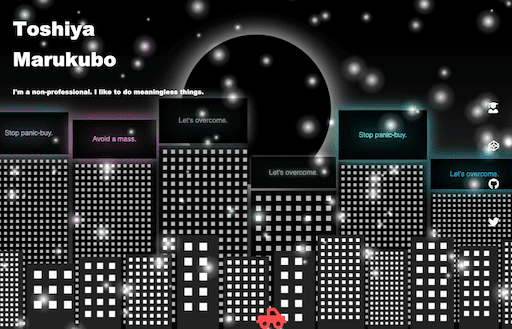 Toshiya
Marukubo
I'm a non-professional. I like to do meaningless things.
Stop panic-buy.
Avoid a mass.
Let's overcome.
Let's overcome.
Stop panic-buy.
Let's overcome.